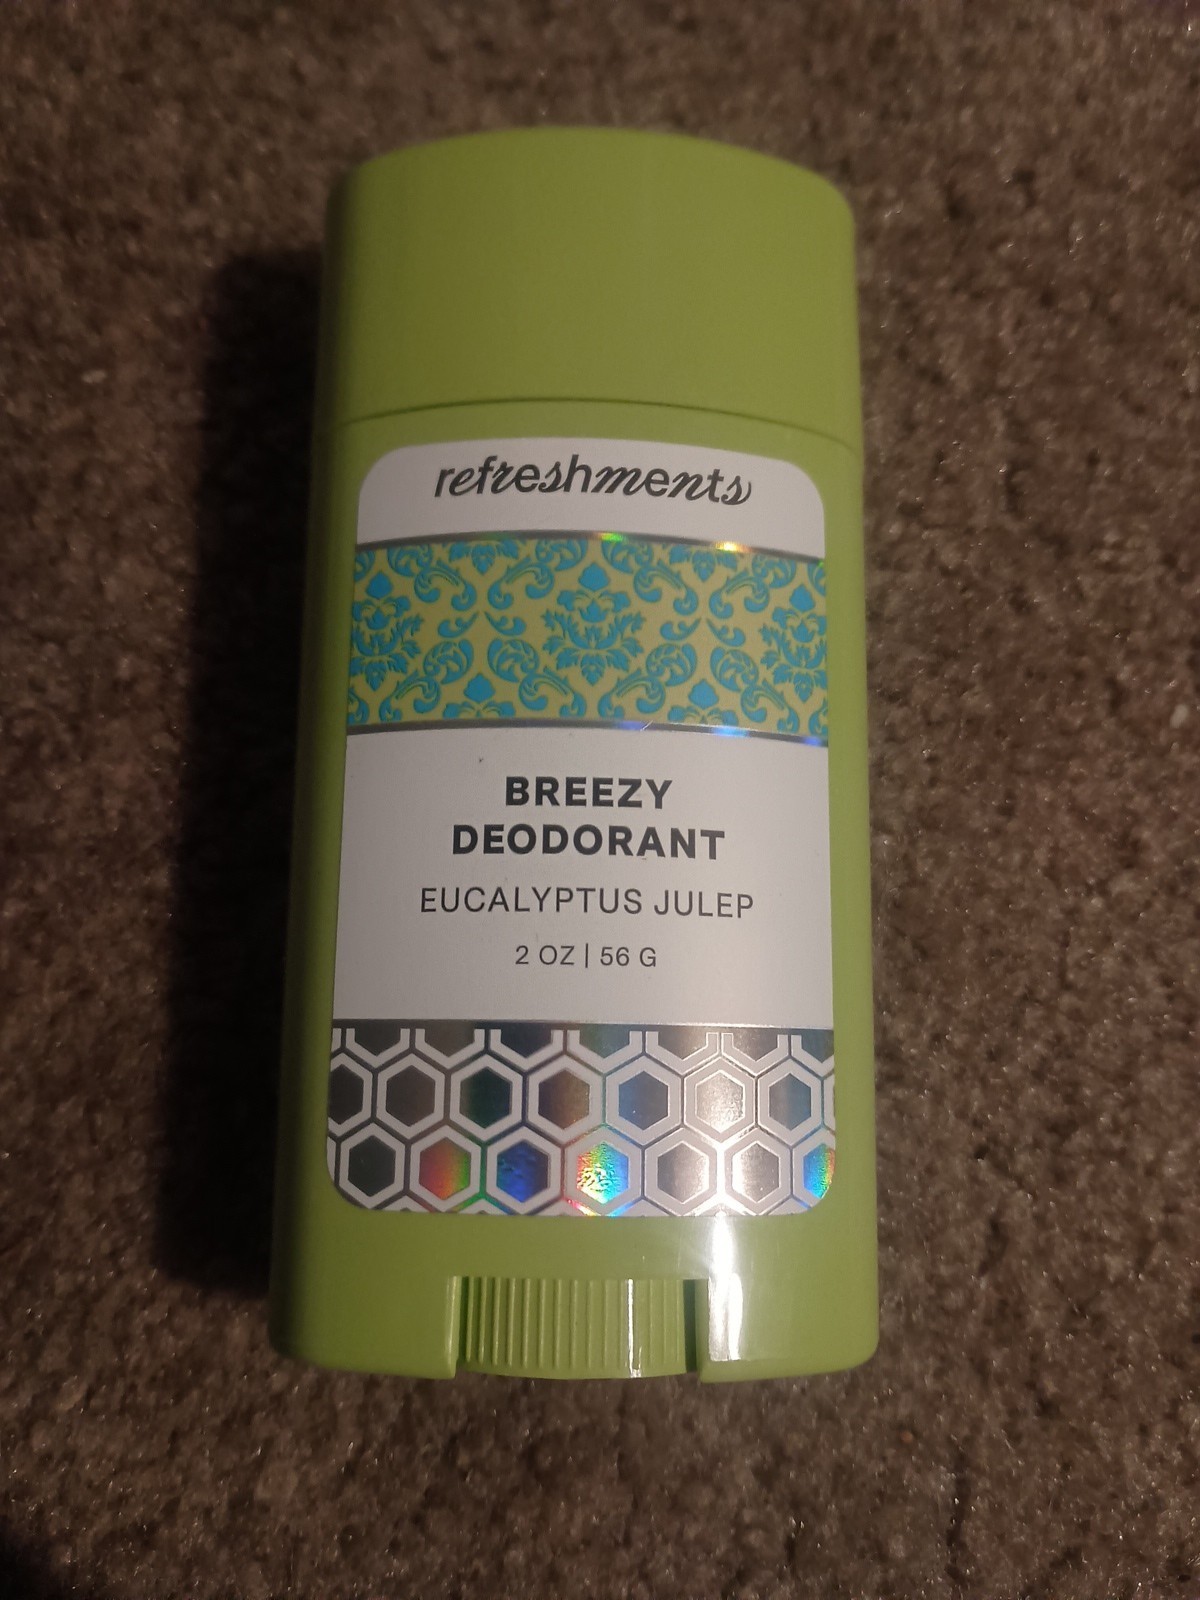 refreshments
BREEZY
DEODORANT
EUCALYPTUS JULEP
2 OZ | 56 G